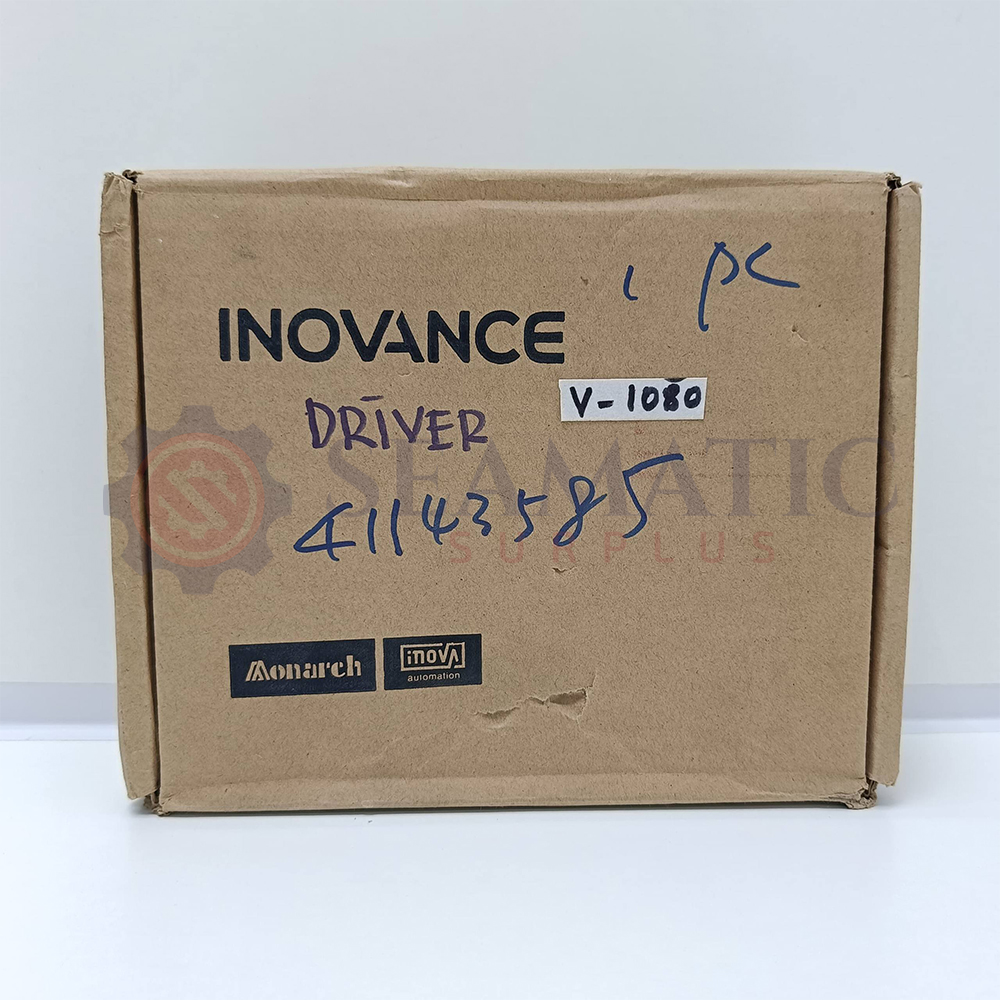 1 pc
INOVANCE
V-1080
DRIVER
SEAMATIC
41143585
SURPLUS
Monarch
inova
automation